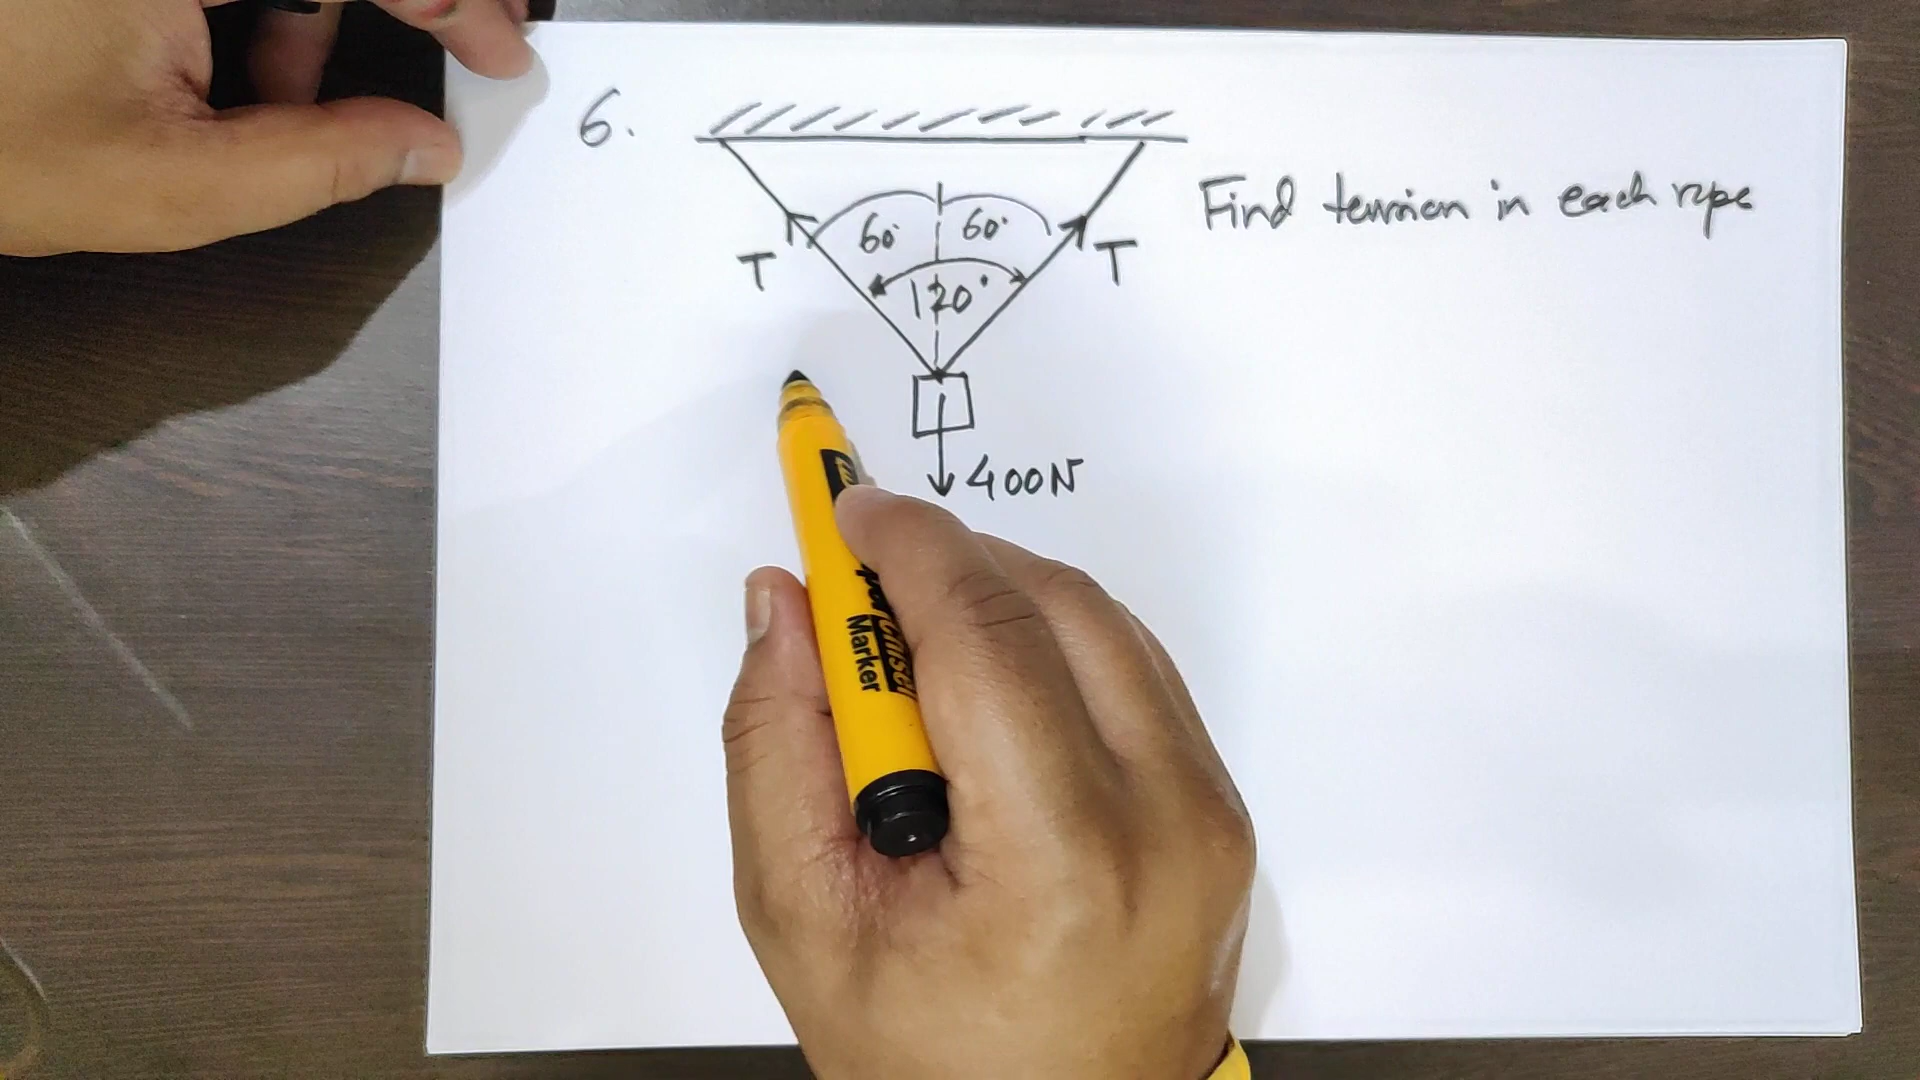 6.
Find tension in each rope
60° 60°
T T
120°
400N
Marker